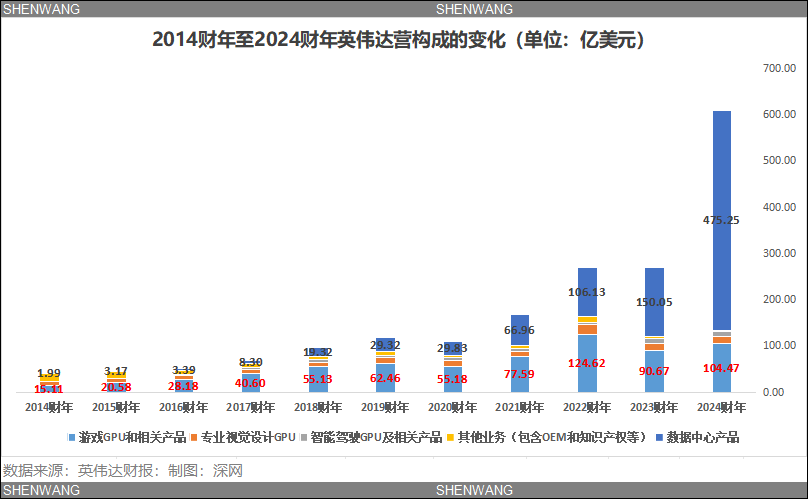 SHENWANG SHENWANG
2014财年至2024财年英伟达营构成的变化（单位：亿美元）
700.00
600.00
500.00
400.00
300.00
200.00
100.00
0.00
1.99 3.17 3.39 8.30 19.32 29.32 29.83 66.96 106.13 150.05 475.25
15.11 20.58 28.18 40.60 55.13 62.46 55.18 77.59 124.62 90.67 104.47
2014财年 2015财年 2016财年 2017财年 2018财年 2019财年 2020财年 2021财年 2022财年 2023财年 2024财年
游戏GPU和相关产品 专业视觉设计GPU 智能驾驶GPU及相关产品 其他业务（包含OEM和知识产权等） 数据中心产品
数据来源：英伟达财报；制图：深网
SHENWANG SHENWANG